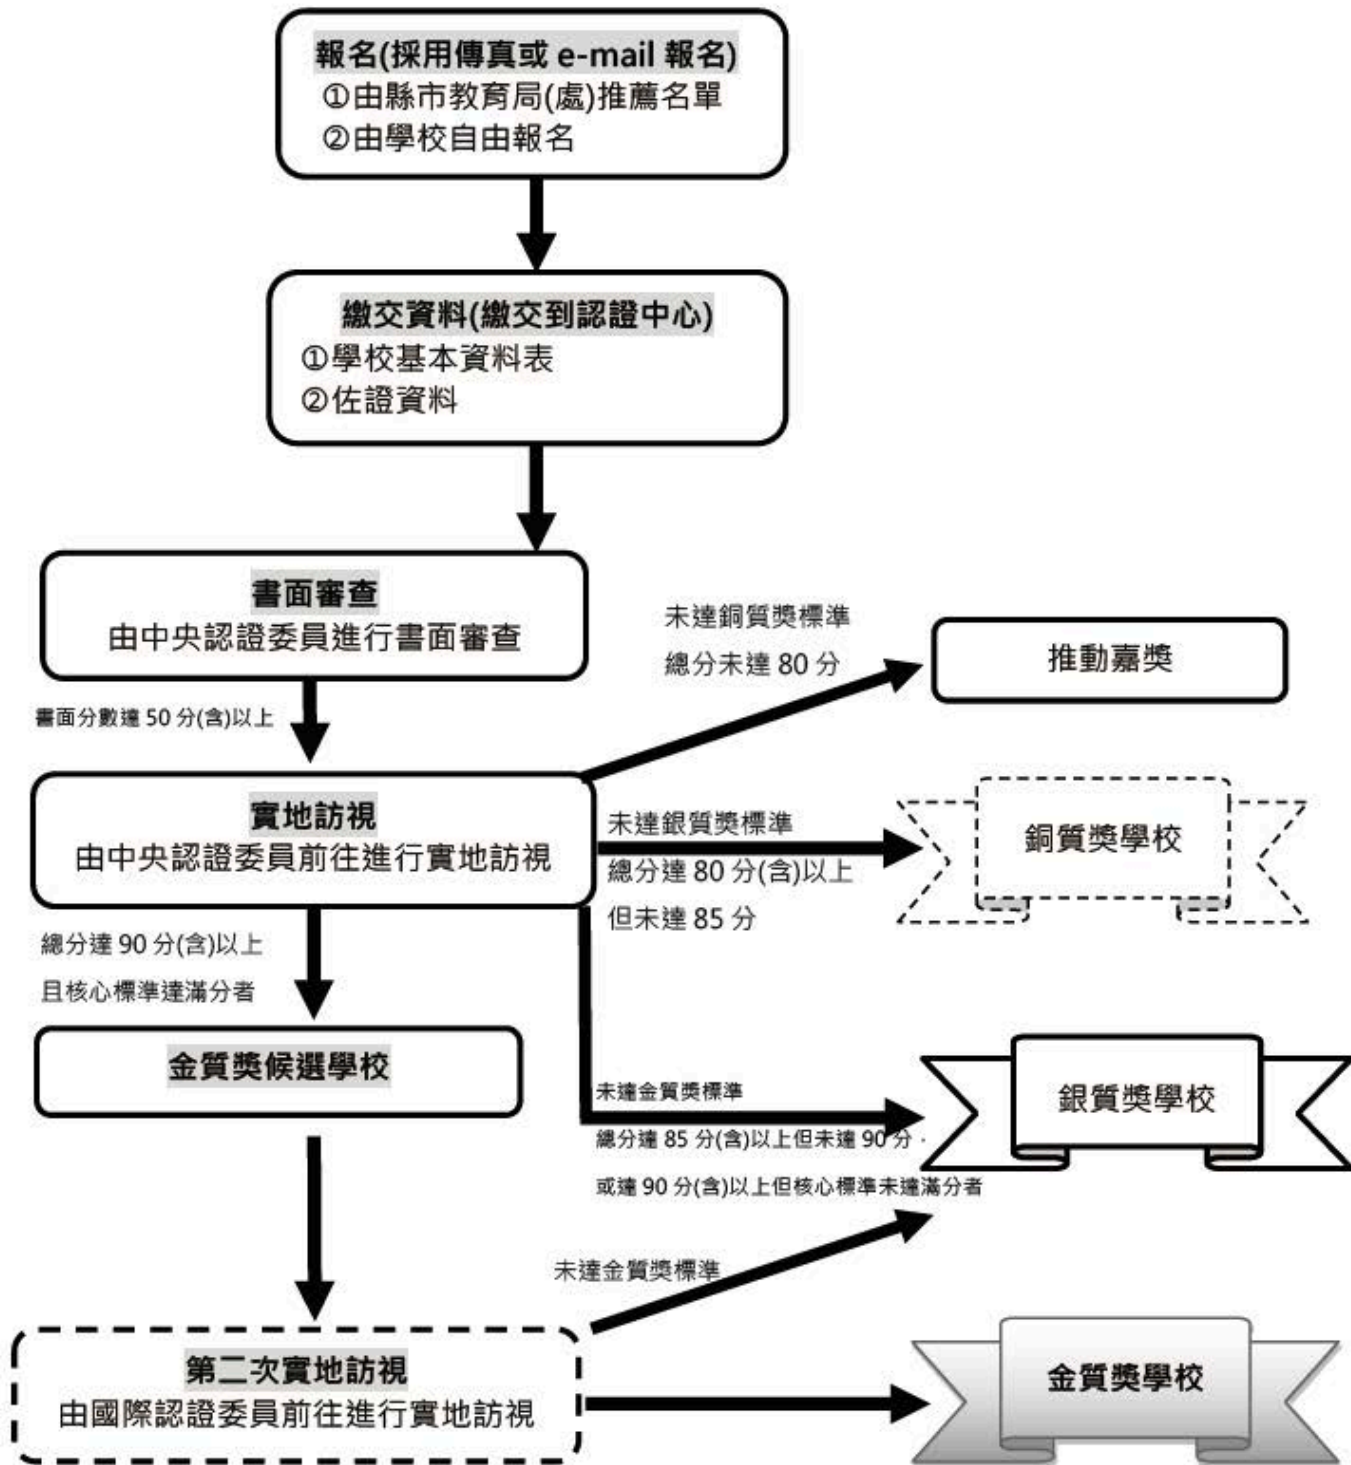 報名(採用傳真或 e-mail 報名)
①由縣市教育局(處)推薦名單
②由學校自由報名
繳交資料(繳交到認證中心)
①學校基本資料表
②佐證資料
書面審查
由中央認證委員進行書面審查
書面分數達 50 分(含)以上
未達銅質獎標準
總分未達 80 分
推動嘉獎
實地訪視
由中央認證委員前往進行實地訪視
未達銀質獎標準
總分達 80 分(含)以上
但未達 85 分
銅質獎學校
總分達 90 分(含)以上
且核心標準達滿分者
金質獎候選學校
未達金質獎標準
總分達 85 分(含)以上但未達 90 分，
或達 90 分(含)以上但核心標準未達滿分者
銀質獎學校
未達金質獎標準
第二次實地訪視
由國際認證委員前往進行實地訪視
金質獎學校